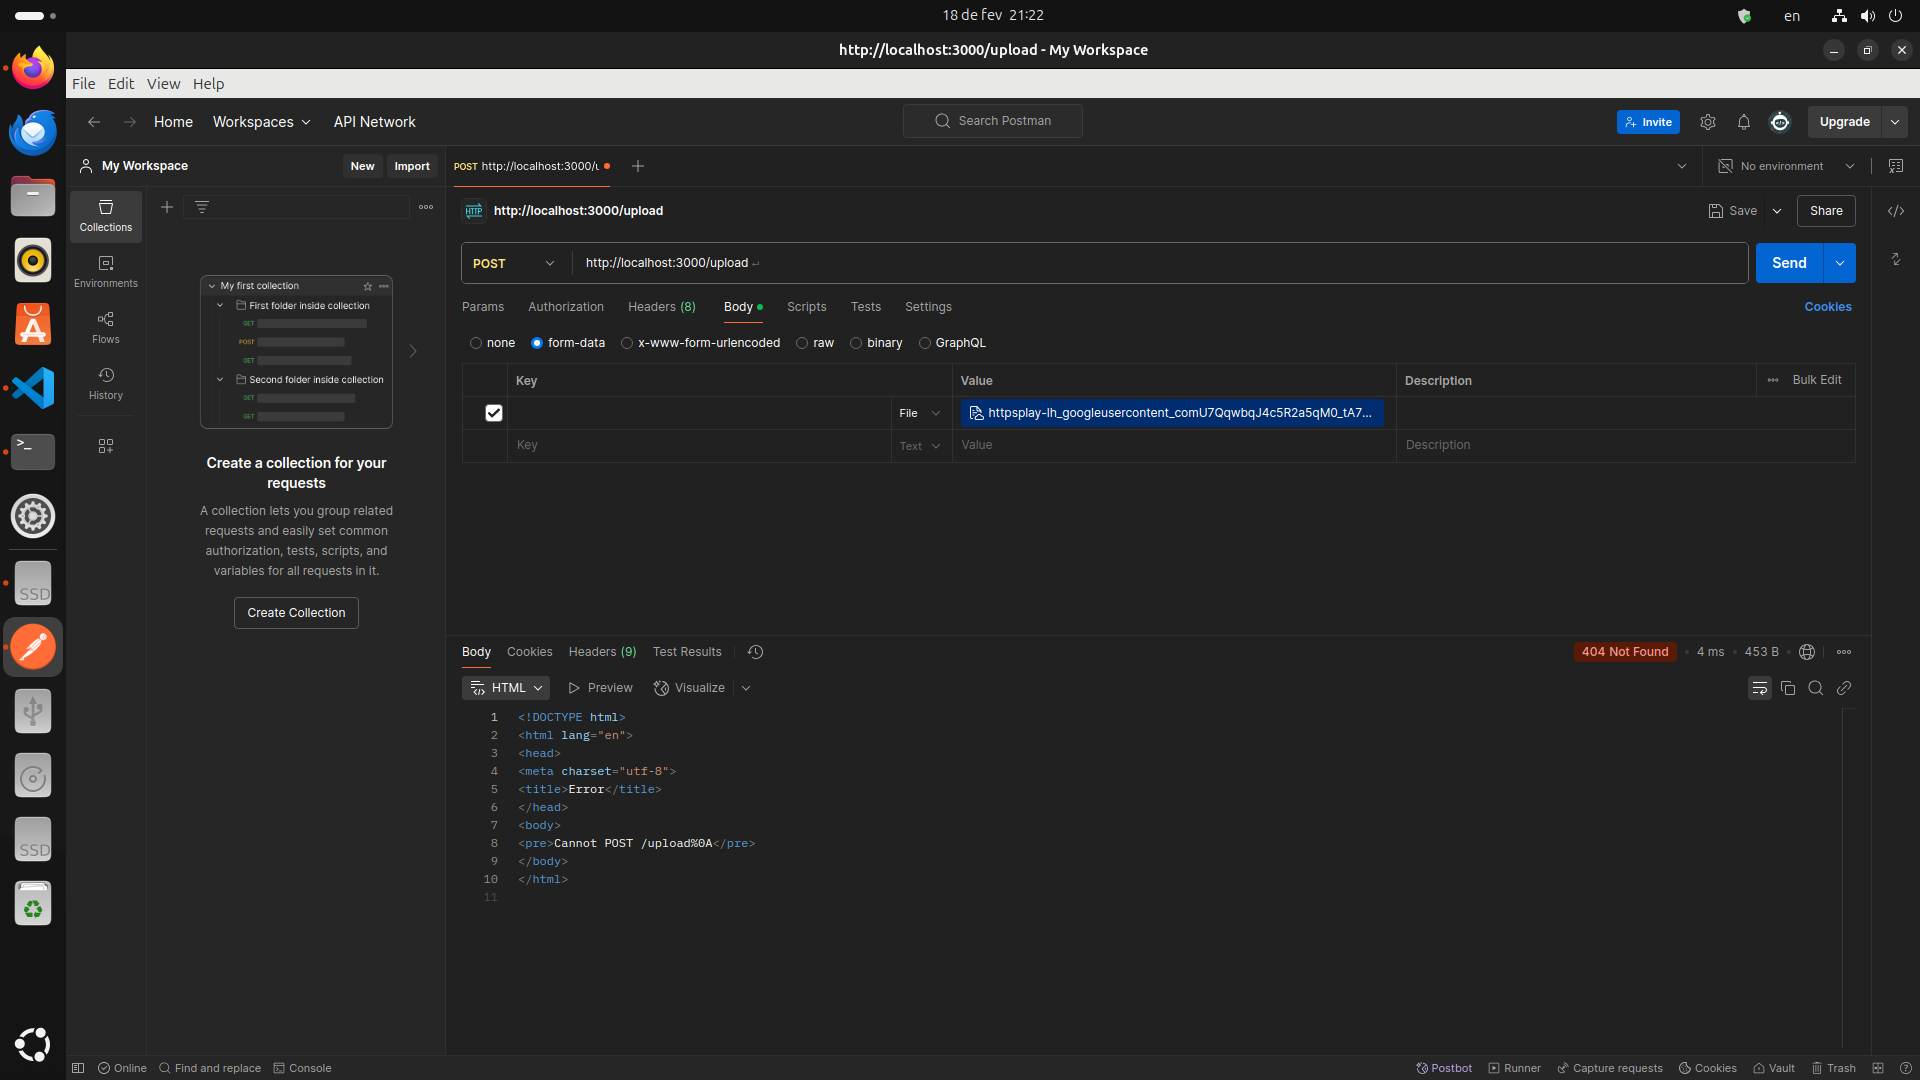 18 de fev 21:22
en
http://localhost:3000/upload - My Workspace
File Edit View Help
Home Workspaces API Network
Search Postman
Invite
Upgrade
My Workspace
New Import
POST http://localhost:3000/u
No environment
Collections
Environments
Flows
History
My first collection
First folder inside collection
GET
POST
GET
Second folder inside collection
GET
GET
Create a collection for your
requests
A collection lets you group related
requests and easily set common
authorization, tests, scripts, and
variables for all requests in it.
Create Collection
HTTP http://localhost:3000/upload
Save Share
POST http://localhost:3000/upload
Send
Params Authorization Headers (8) Body Scripts Tests Settings
Cookies
none form-data x-www-form-urlencoded raw binary GraphQL
Key Value Description Bulk Edit
File httpsplay-lh_googleusercontent_comU7QqwbqJ4c5R2a5qM0_tA7...
Key Text Value Description
Body Cookies Headers (9) Test Results
404 Not Found 4 ms 453 B
HTML Preview Visualize
1 <!DOCTYPE html>
2 <html lang="en">
3 <head>
4 <meta charset="utf-8">
5 <title>Error</title>
6 </head>
7 <body>
8 <pre>Cannot POST /upload%0A</pre>
9 </body>
10 </html>
11
SSD
SSD
Online Find and replace Console
Postbot Runner Capture requests Cookies Vault Trash